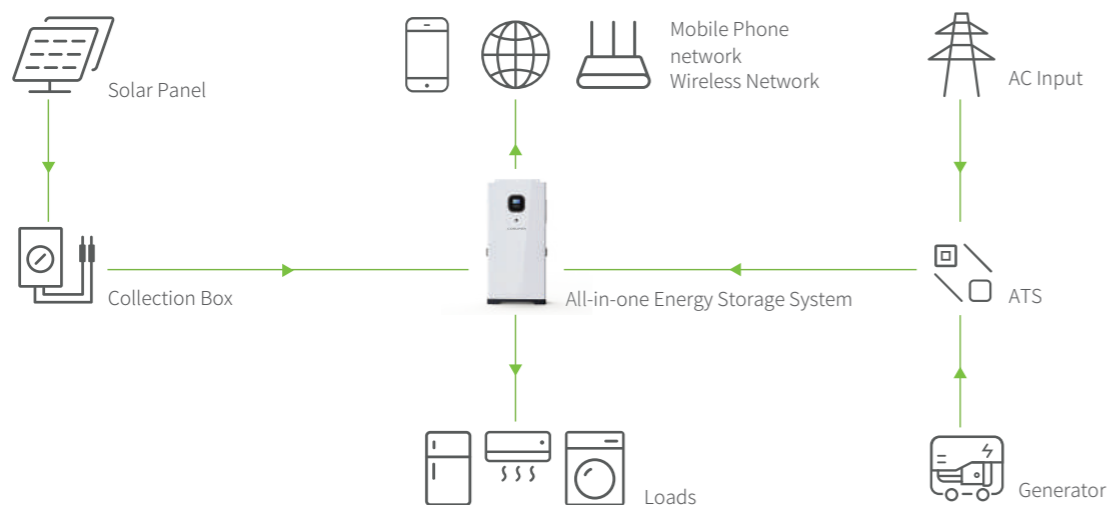 Solar Panel
Mobile Phone
network
Wireless Network
AC Input
Collection Box
All-in-one Energy Storage System
ATS
Loads
Generator